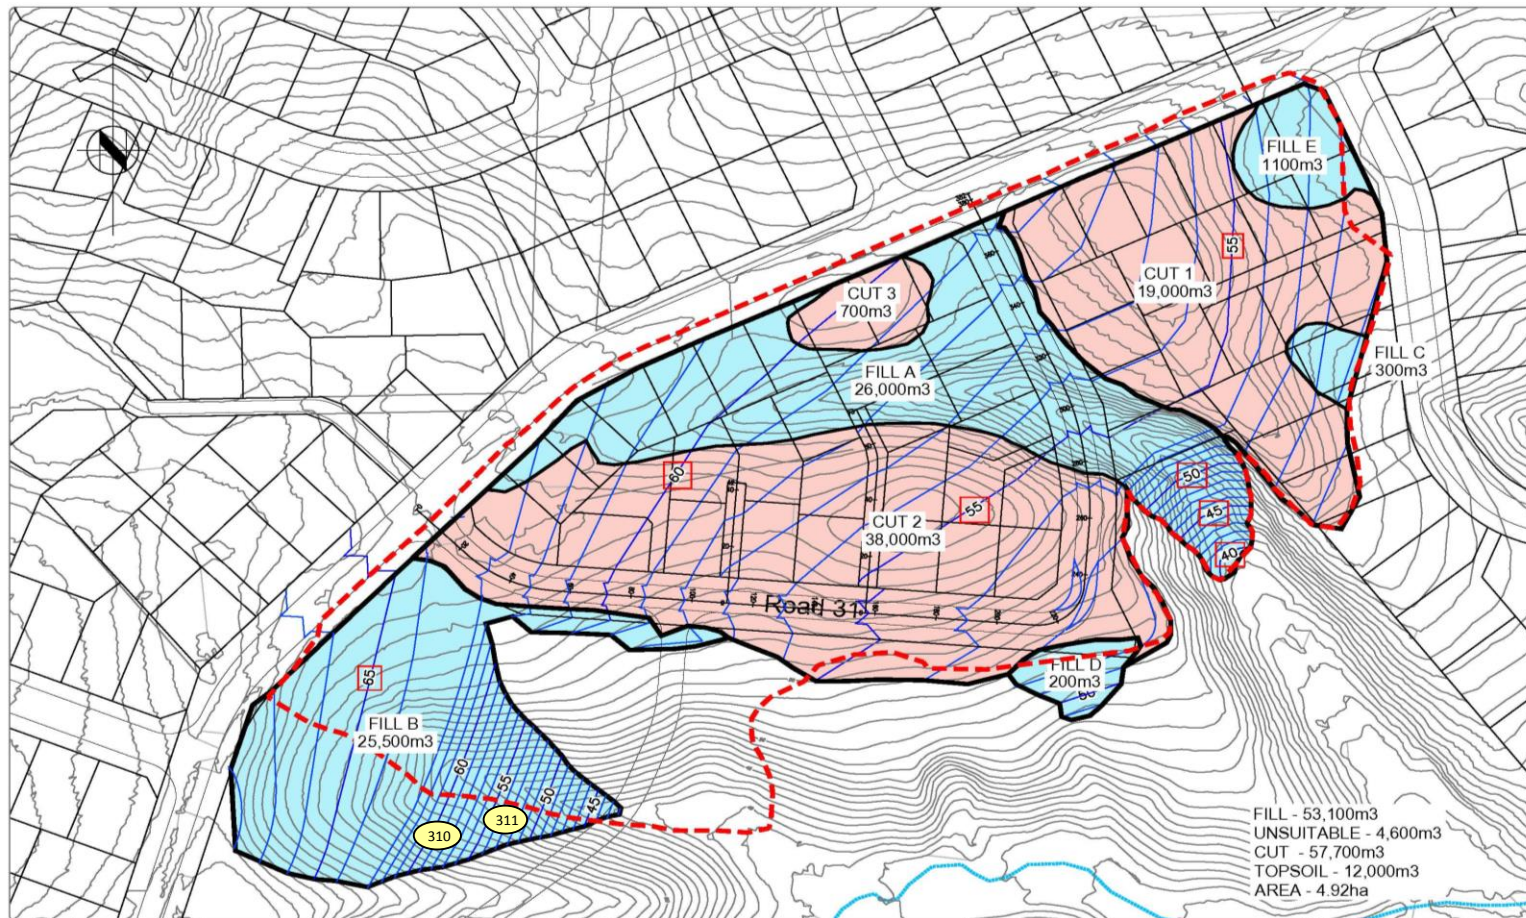 FILL E
1100m3
55
CUT 1
19,000m3
CUT 3
700m3
FILL C
300m3
FILL A
26,000m3
60
50
55
45
CUT 2
38,000m3
40
Road 31
FILL D
200m3
65
FILL B
25,500m3
60
55
50
45
310
311
FILL - 53,100m3
UNSUITABLE - 4,600m3
CUT - 57,700m3
TOPSOIL - 12,000m3
AREA - 4.92ha